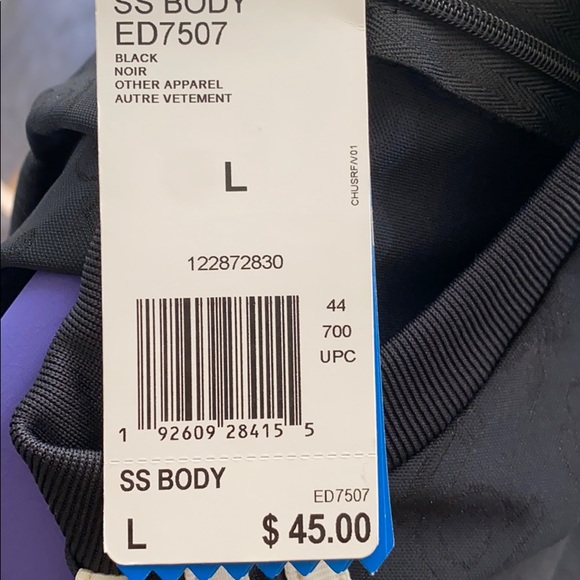 SS BODY
ED7507
BLACK
NOIR
OTHER APPAREL
AUTRE VETEMENT
L
CHUSRF/V01
122872830
44
700
UPC
1 92609 28415 5
SS BODY
ED7507
L $ 45.00